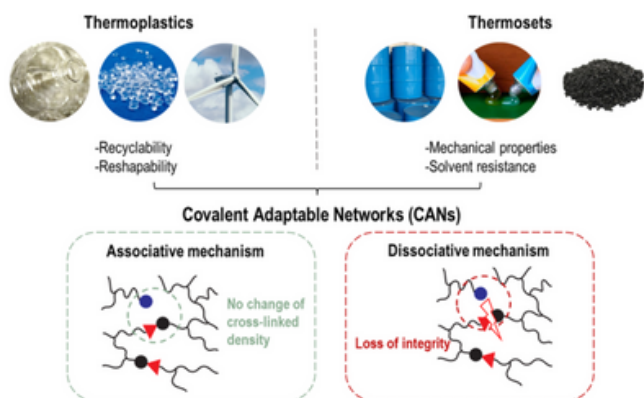 Thermoplastics
Thermosets
-Recyclability
-Reshapability
-Mechanical properties
-Solvent resistance
Covalent Adaptable Networks (CANs)
Associative mechanism
No change of
cross-linked
density
Dissociative mechanism
Loss of integrity